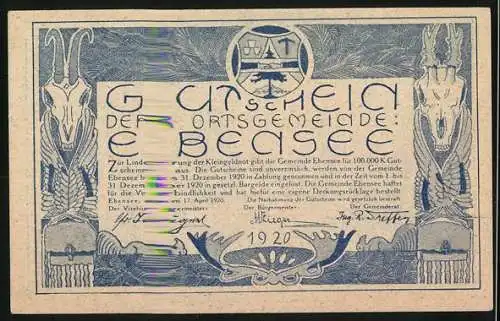 GUTSCHEIN
DER ORTSGEMEINDE:
EBENSEE
Zur Linderung der Kleingeldnot gibt die Gemeinde Ebensee für 100.000 K Gut-
scheine aus. Die Gutscheine sind unverzinslich, werden von der Gemeinde
Ebensee bis 31. Dezember 1920 in Zahlung genommen und in der Zeit vom 1. bis
31. Dezember 1920 in gesetzl. Bargelde eingelöst. Die Gemeinde Ebensee haftet
für die Verbindlichkeit und hat hiefür eine eigene Deckungsrücklage bestellt.
Ebensee, am 17. April 1920. Die Nachahmung der Gutscheine wird gesetzlich bestraft.
Der Vizebürgermeister: Der Bürgermeister: Der Gemeinderat:
1920